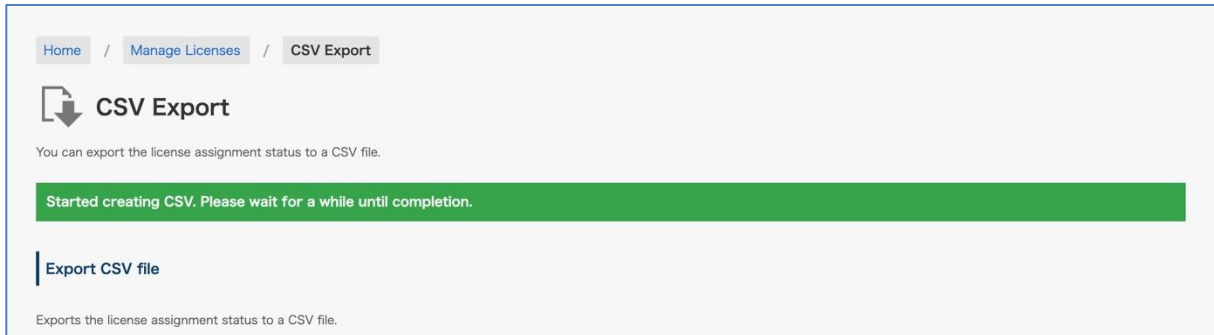 Home / Manage Licenses / CSV Export
CSV Export
You can export the license assignment status to a CSV file.
Started creating CSV. Please wait for a while until completion.
Export CSV file
Exports the license assignment status to a CSV file.